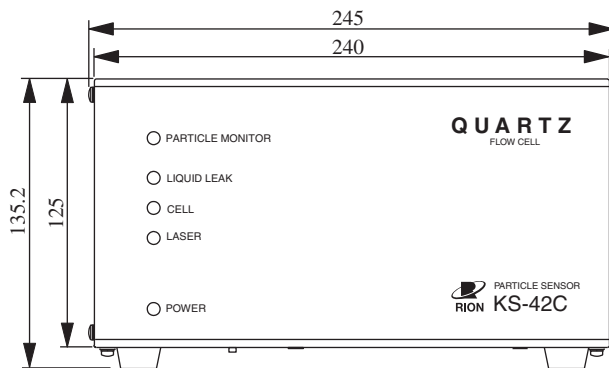 245
240
135.2
125
QUARTZ
FLOW CELL
PARTICLE MONITOR
LIQUID LEAK
CELL
LASER
POWER
PARTICLE SENSOR
RION KS-42C